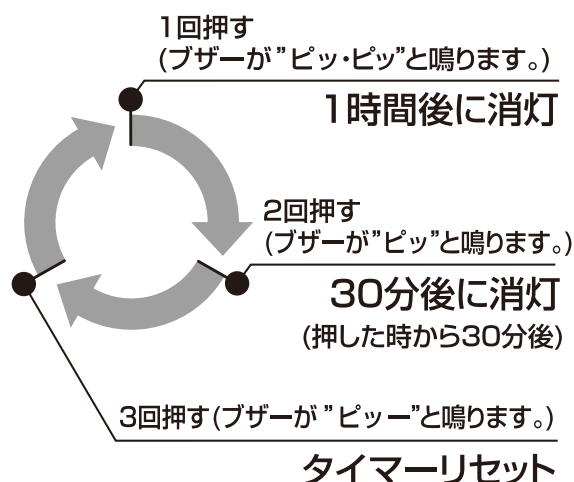 1回押す
(ブザーが”ピッ・ピッ”と鳴ります。)
1時間後に消灯
2回押す
(ブザーが”ピッ”と鳴ります。)
30分後に消灯
(押した時から30分後)
3回押す(ブザーが”ピッー”と鳴ります。)
タイマーリセット